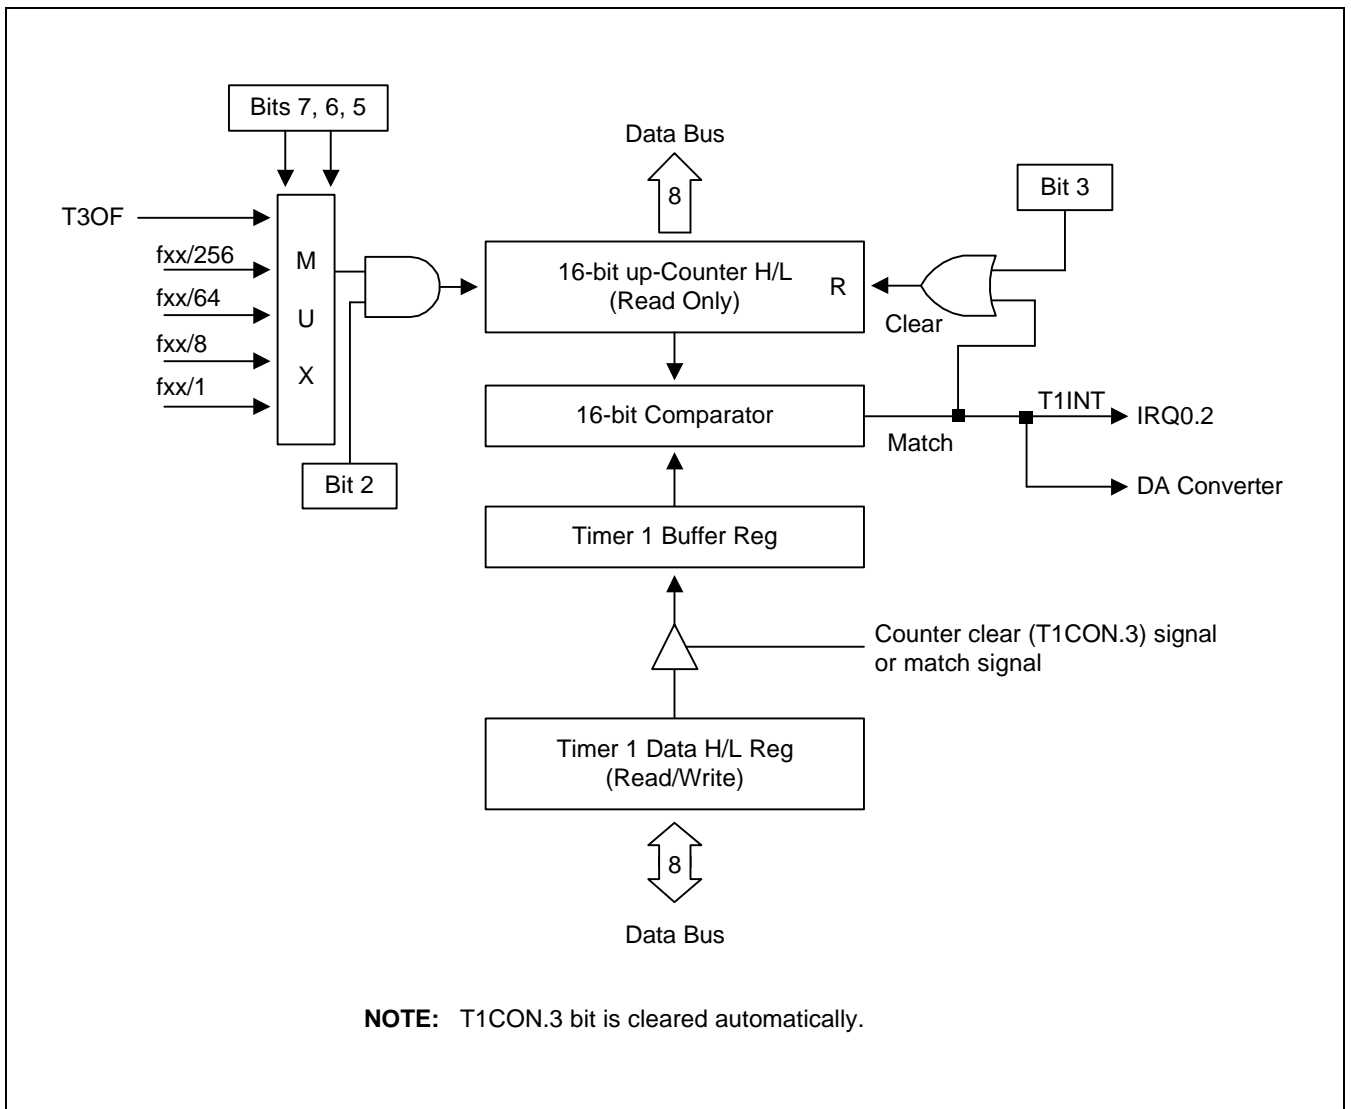 Bits 7, 6, 5
Data Bus
8
Bit 3
T3OF
fxx/256
fxx/64
fxx/8
fxx/1
M
U
X
16-bit up-Counter H/L
(Read Only)
R
Clear
16-bit Comparator
Match
T1INT
IRQ0.2
DA Converter
Bit 2
Timer 1 Buffer Reg
Counter clear (T1CON.3) signal
or match signal
Timer 1 Data H/L Reg
(Read/Write)
8
Data Bus
NOTE: T1CON.3 bit is cleared automatically.